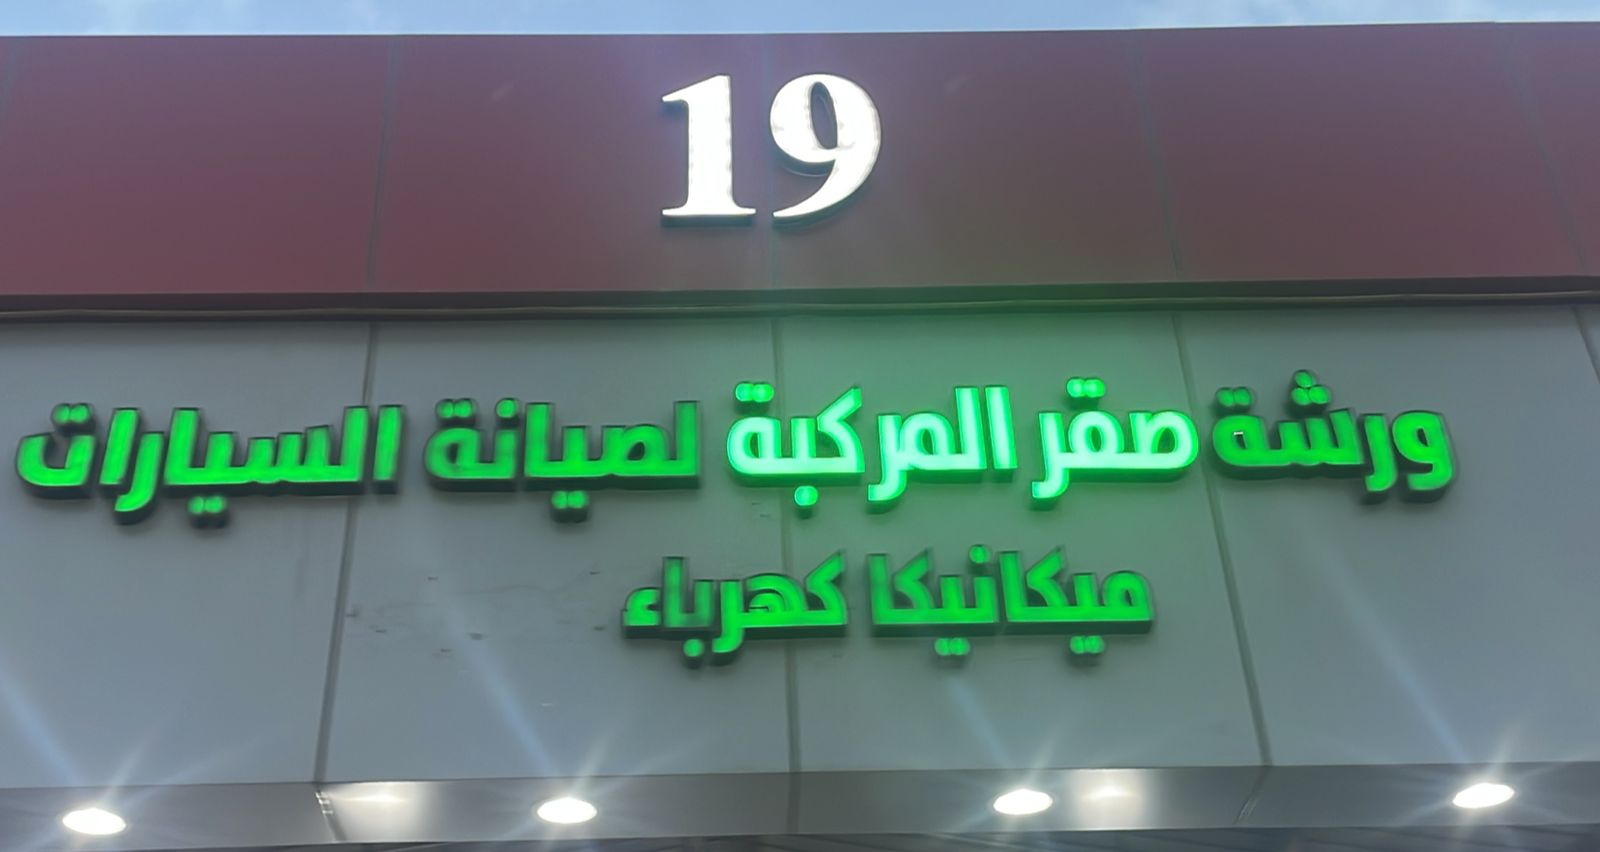 19
ورشة صقر المركبة لصيانة السيارات
ميكانيكا كهرباء